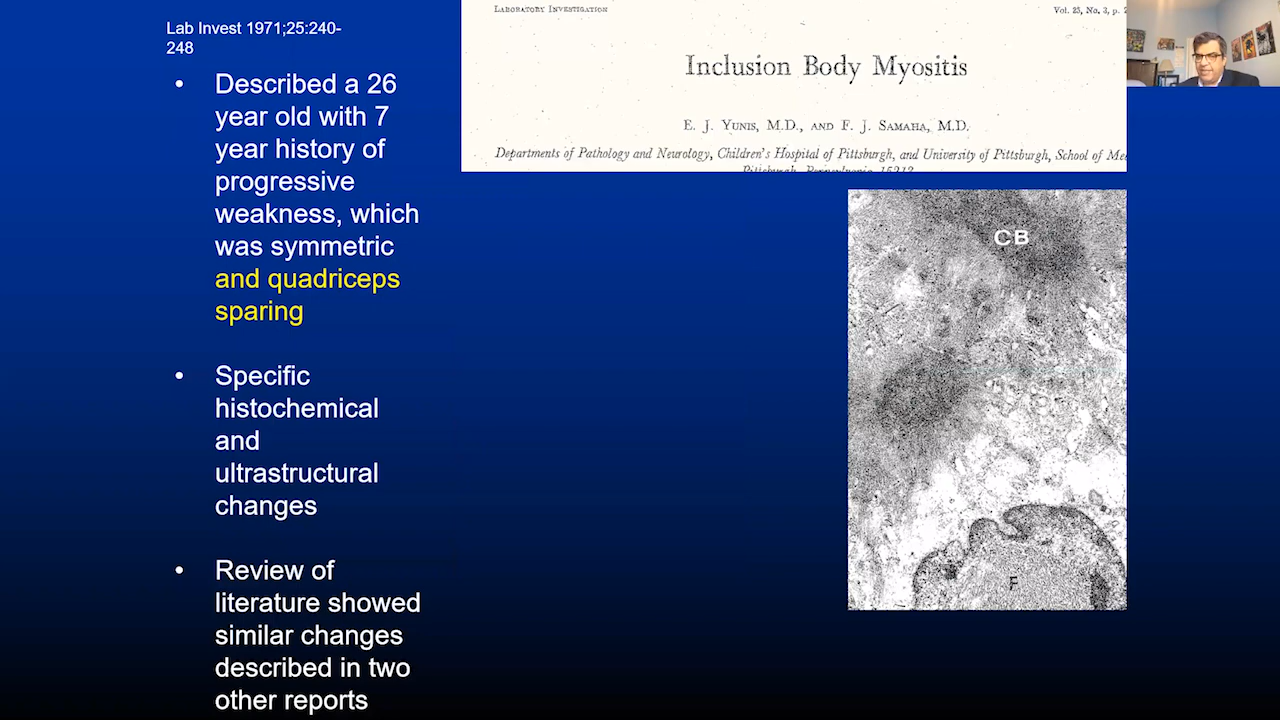 Lab Invest 1971;25:240-
248
• Described a 26
year old with 7
year history of
progressive
weakness, which
was symmetric
and quadriceps
sparing
• Specific
histochemical
and
ultrastructural
changes
• Review of
literature showed
similar changes
described in two
other reports
LABORATORY INVESTIGATION
Vol. 25, No. 3, p.
Inclusion Body Myositis
E. J. YUNIS, M.D., AND F. J. SAMAHA, M.D.
Departments of Pathology and Neurology, Children's Hospital of Pittsburgh, and University of Pittsburgh, School of Me
Pittsburgh, Pennsylvania 15213
CB
F